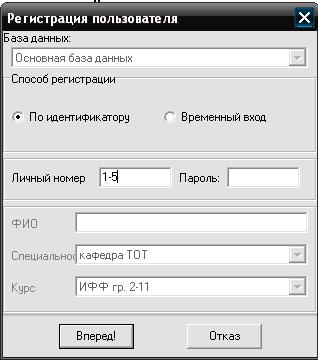 Регистрация пользователя
База данных:
Основная база данных
Способ регистрации
По идентификатору Временный вход
Личный номер 1-5 Пароль:
ФИО
Специальнос кафедра ТОТ
Курс ИФФ гр. 2-11
Вперед! Отказ